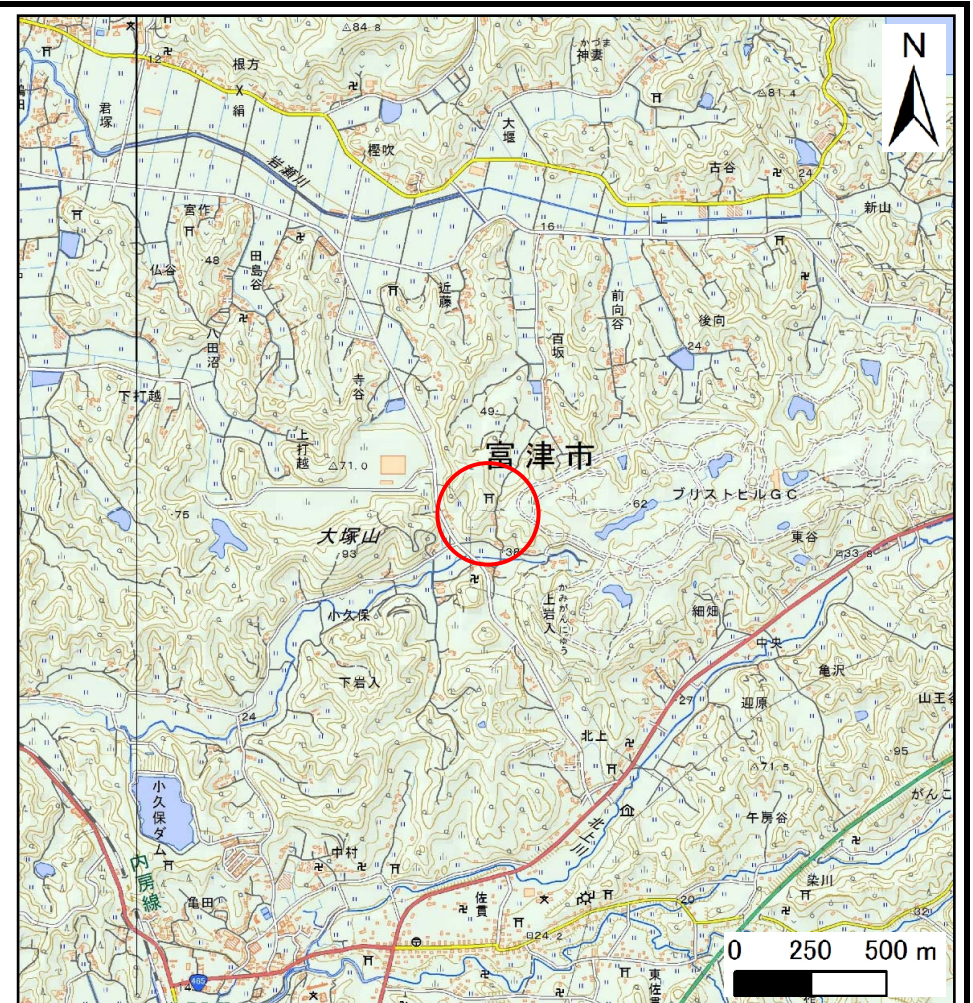 84.8
かづま
神妻
N
12
根方
絹
81.4
君塚
大堰
樫吹
岩瀬川
古谷
24
新山
宮作
16
上
48
仏谷
田島谷
近藤
前向谷
後向
八田沼
百坂
24
寺谷
下打越
49
上打越
71.0
富津市
ブリストヒルGC
62
75
大塚山
93
東谷
38
33.8
かみがんにゅう
上岩入
小久保
細畑
中央
下岩入
亀沢
27
迎原
山王
24
北上
95
71.5
小久保ダム
がんこ
午房谷
北上川
内房線
中村
染川
亀田
佐貫
20
32
24.2
0 250 500 m
465
東佐貫
作